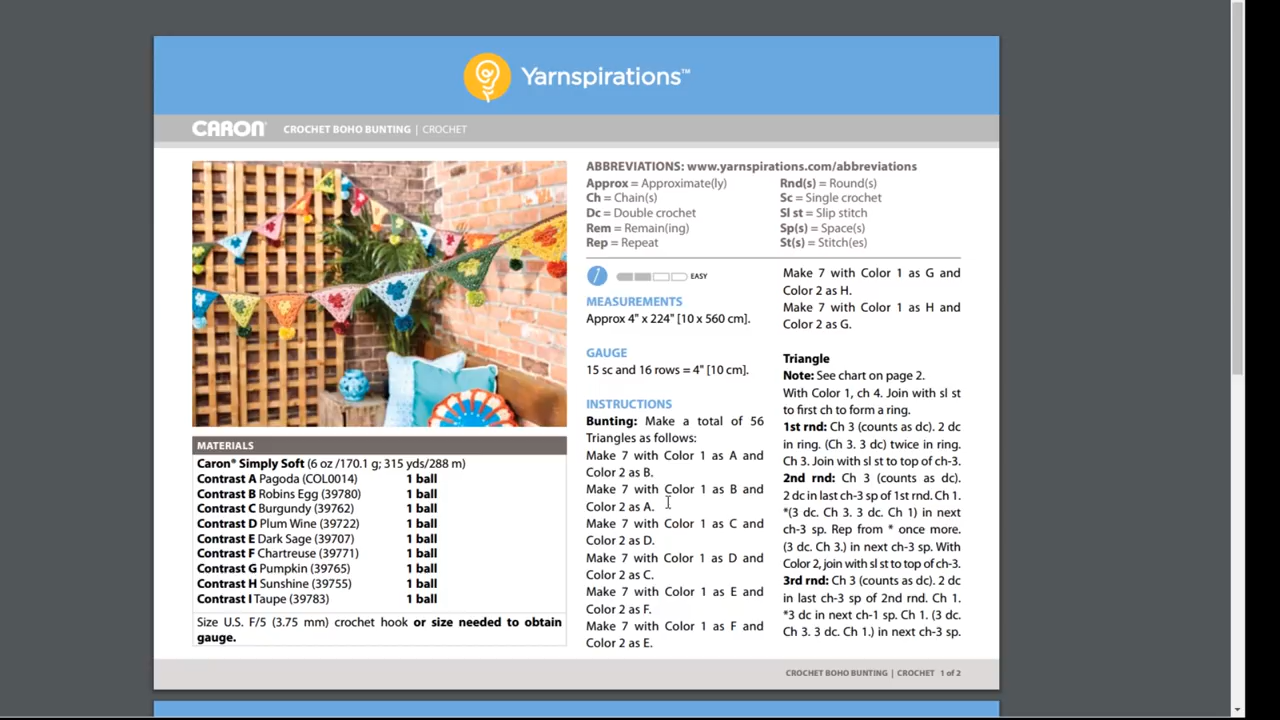 Yarnspirations™
CARON® CROCHET BOHO BUNTING | CROCHET
MATERIALS
Caron® Simply Soft (6 oz /170.1 g; 315 yds/288 m)
Contrast A Pagoda (COL0014) 1 ball
Contrast B Robins Egg (39780) 1 ball
Contrast C Burgundy (39762) 1 ball
Contrast D Plum Wine (39722) 1 ball
Contrast E Dark Sage (39707) 1 ball
Contrast F Chartreuse (39771) 1 ball
Contrast G Pumpkin (39765) 1 ball
Contrast H Sunshine (39755) 1 ball
Contrast I Taupe (39783) 1 ball
Size U.S. F/5 (3.75 mm) crochet hook or size needed to obtain
gauge.
ABBREVIATIONS: www.yarnspirations.com/abbreviations
Approx = Approximate(ly)
Ch = Chain(s)
Dc = Double crochet
Rem = Remain(ing)
Rep = Repeat
Rnd(s) = Round(s)
Sc = Single crochet
Sl st = Slip stitch
Sp(s) = Space(s)
St(s) = Stitch(es)
EASY
MEASUREMENTS
Approx 4" x 224" [10 x 560 cm].
GAUGE
15 sc and 16 rows = 4" [10 cm].
INSTRUCTIONS
Bunting: Make a total of 56
Triangles as follows:
Make 7 with Color 1 as A and
Color 2 as B.
Make 7 with Color 1 as B and
Color 2 as A.
Make 7 with Color 1 as C and
Color 2 as D.
Make 7 with Color 1 as D and
Color 2 as C.
Make 7 with Color 1 as E and
Color 2 as F.
Make 7 with Color 1 as F and
Color 2 as E.
Make 7 with Color 1 as G and
Color 2 as H.
Make 7 with Color 1 as H and
Color 2 as G.
Triangle
Note: See chart on page 2.
With Color 1, ch 4. Join with sl st
to first ch to form a ring.
1st rnd: Ch 3 (counts as dc). 2 dc
in ring. (Ch 3. 3 dc) twice in ring.
Ch 3. Join with sl st to top of ch-3.
2nd rnd: Ch 3 (counts as dc).
2 dc in last ch-3 sp of 1st rnd. Ch 1.
*(3 dc. Ch 3. 3 dc. Ch 1) in next
ch-3 sp. Rep from * once more.
(3 dc. Ch 3.) in next ch-3 sp. With
Color 2, join with sl st to top of ch-3.
3rd rnd: Ch 3 (counts as dc). 2 dc
in last ch-3 sp of 2nd rnd. Ch 1.
*3 dc in next ch-1 sp. Ch 1. (3 dc.
Ch 3. 3 dc. Ch 1.) in next ch-3 sp.
CROCHET BOHO BUNTING | CROCHET 1 of 2